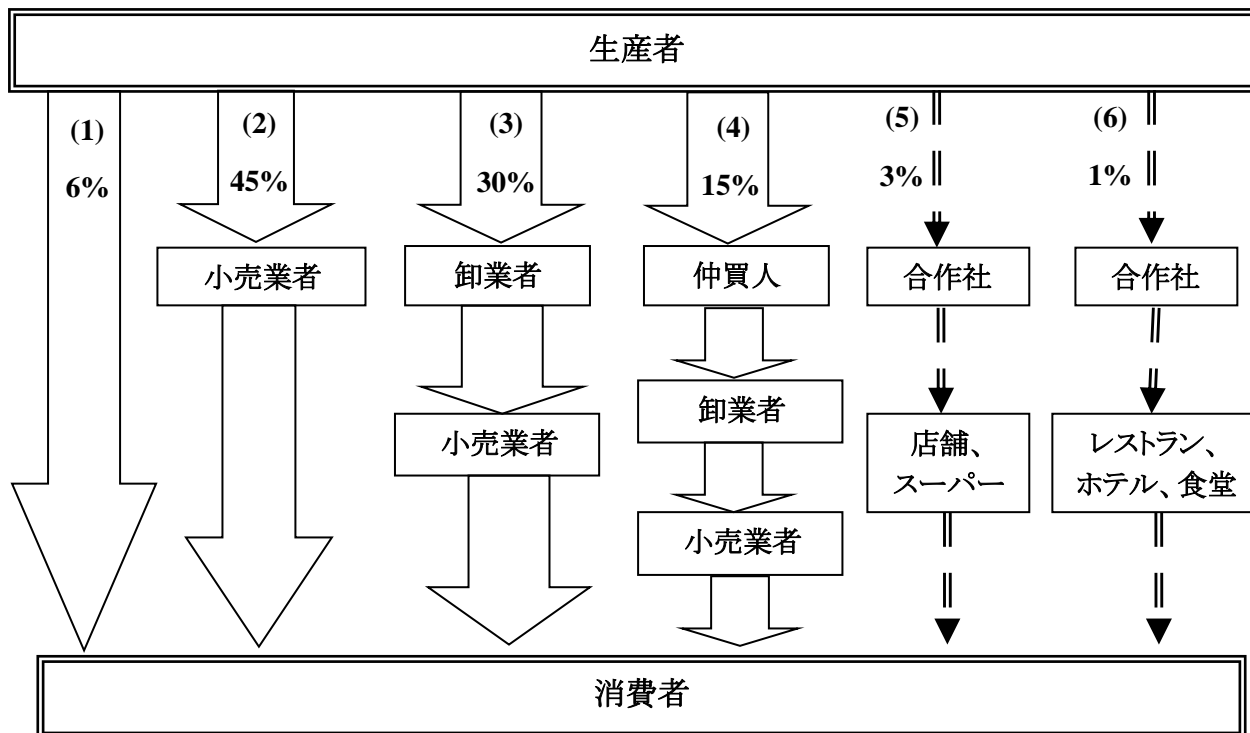 生産者
(1)
6%
(2)
45%
(3)
30%
(4)
15%
(5)
3%
(6)
1%
小売業者
卸業者
仲買人
合作社
合作社
卸業者
小売業者
店舗、
スーパー
レストラン、
ホテル、食堂
小売業者
消費者